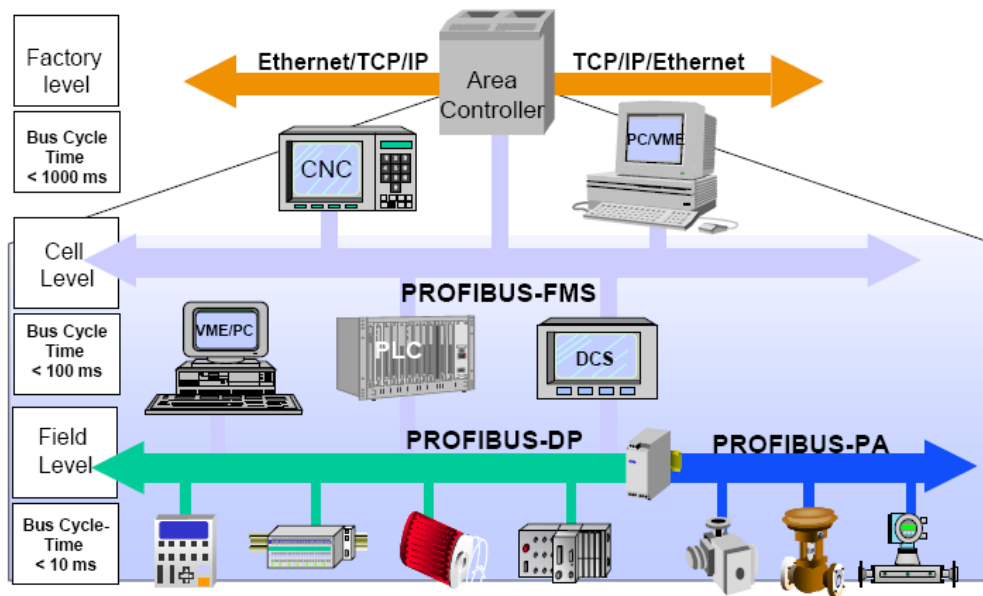 Factory
level
Ethernet/TCP/IP
TCP/IP/Ethernet
Area
Controller
Bus Cycle
Time
< 1000 ms
CNC
PC/VME
Cell
Level
PROFIBUS-FMS
Bus Cycle
Time
< 100 ms
VME/PC
PLC
DCS
Field
Level
PROFIBUS-DP
PROFIBUS-PA
Bus Cycle-
Time
< 10 ms